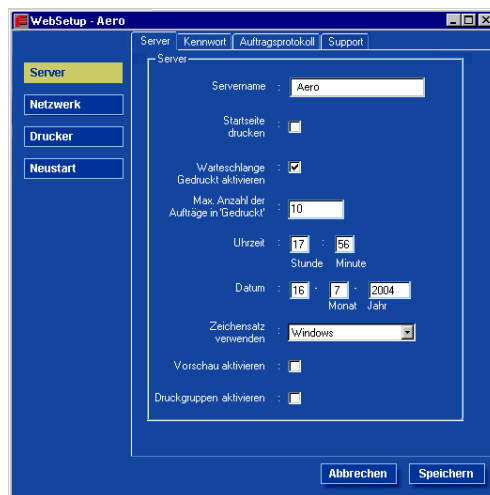 WebSetup - Aero
Server Kennwort Auftragsprotokoll Support
Server
Netzwerk
Drucker
Neustart
Server
Servername : Aero
Startseite
drucken :
Warteschlange
Gedruckt aktivieren :
Max. Anzahl der
Aufträge in 'Gedruckt' : 10
Uhrzeit : 17 : 56
Stunde Minute
Datum : 16 - 7 - 2004
Monat Jahr
Zeichensatz
verwenden : Windows
Vorschau aktivieren :
Druckgruppen aktivieren :
Abbrechen Speichern